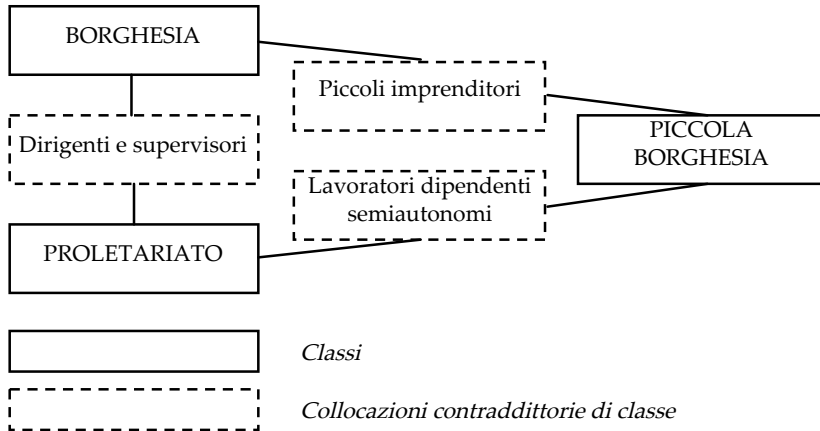 BORGHESIA
Piccoli imprenditori
Dirigenti e supervisori
PICCOLA
BORGHESIA
Lavoratori dipendenti
semiautonomi
PROLETARIATO
Classi
Collocazioni contraddittorie di classe